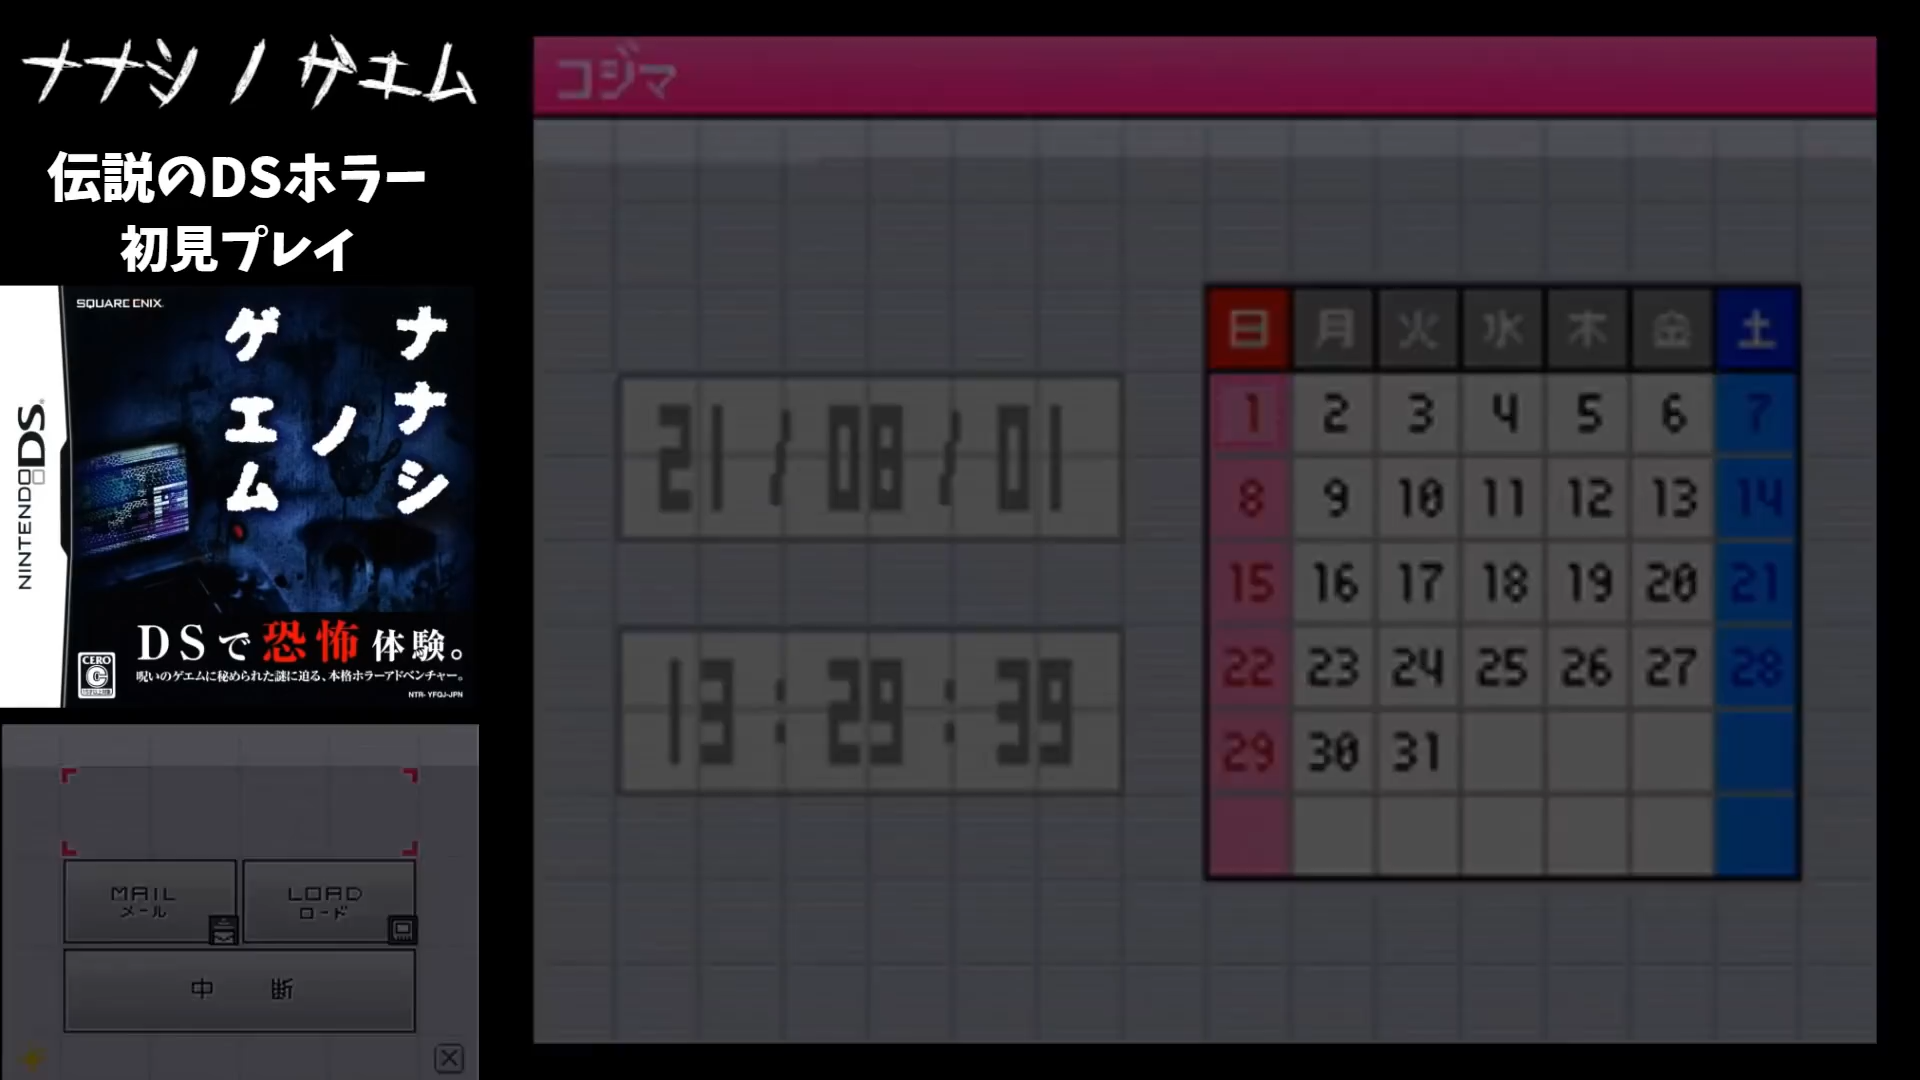 ナナシノゲエム
伝説のDSホラー
初見プレイ
SQUARE ENIX
ナナシ
ノ
ゲエム
NINTENDODS
DSで恐怖体験。
呪いのゲエムに秘められた謎に迫る、本格ホラーアドベンチャー。
CERO
C
NTR-YFQJ-JPN
MAIL
メール
LOAD
ロード
中 断
コジマ
21/08/01
13:29:39
日 月 火 水 木 金 土
1 2 3 4 5 6 7
8 9 10 11 12 13 14
15 16 17 18 19 20 21
22 23 24 25 26 27 28
29 30 31